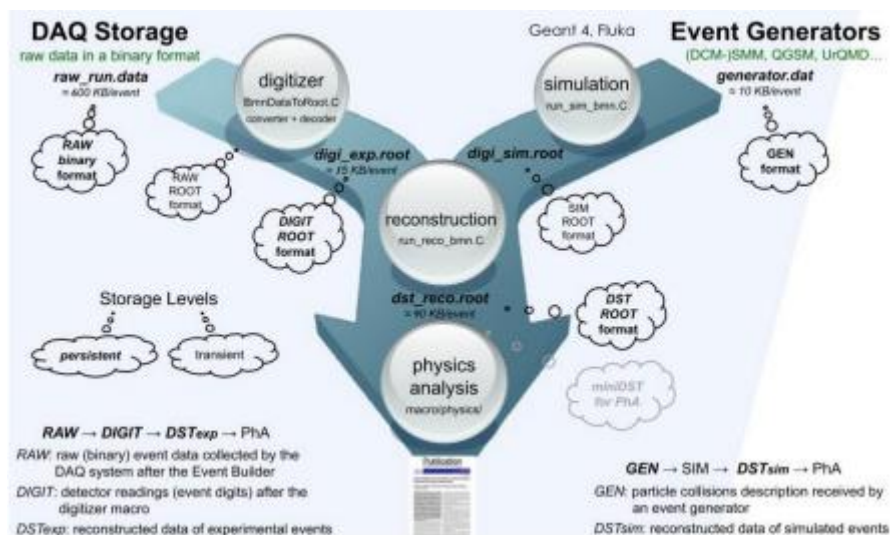 DAQ Storage
raw data in a binary format
raw_run.data
≈ 600 KB/event
RAW
binary
format
RAW
ROOT
format
digitizer
BmnDataToRoot.C
converter + decoder
digi_exp.root
≈ 15 KB/event
DIGIT
ROOT
format
Geant 4, Fluka
simulation
run_sim_bmn.C
digi_sim.root
SIM
ROOT
format
Event Generators
(DCM-)SMM, QGSM, UrQMD...
generator.dat
≈ 10 KB/event
GEN
format
reconstruction
run_reco_bmn.C
dst_reco.root
≈ 90 KB/event
DST
ROOT
format
miniDST
for PhA
physics
analysis
macro/physics/
Publication
Storage Levels
persistent
transient
RAW → DIGIT → DSTexp → PhA
RAW: raw (binary) event data collected by the
DAQ system after the Event Builder
DIGIT: detector readings (event digits) after the
digitizer macro
DSTexp: reconstructed data of experimental events
GEN → SIM → DSTsim → PhA
GEN: particle collisions description received by
an event generator
DSTsim: reconstructed data of simulated events